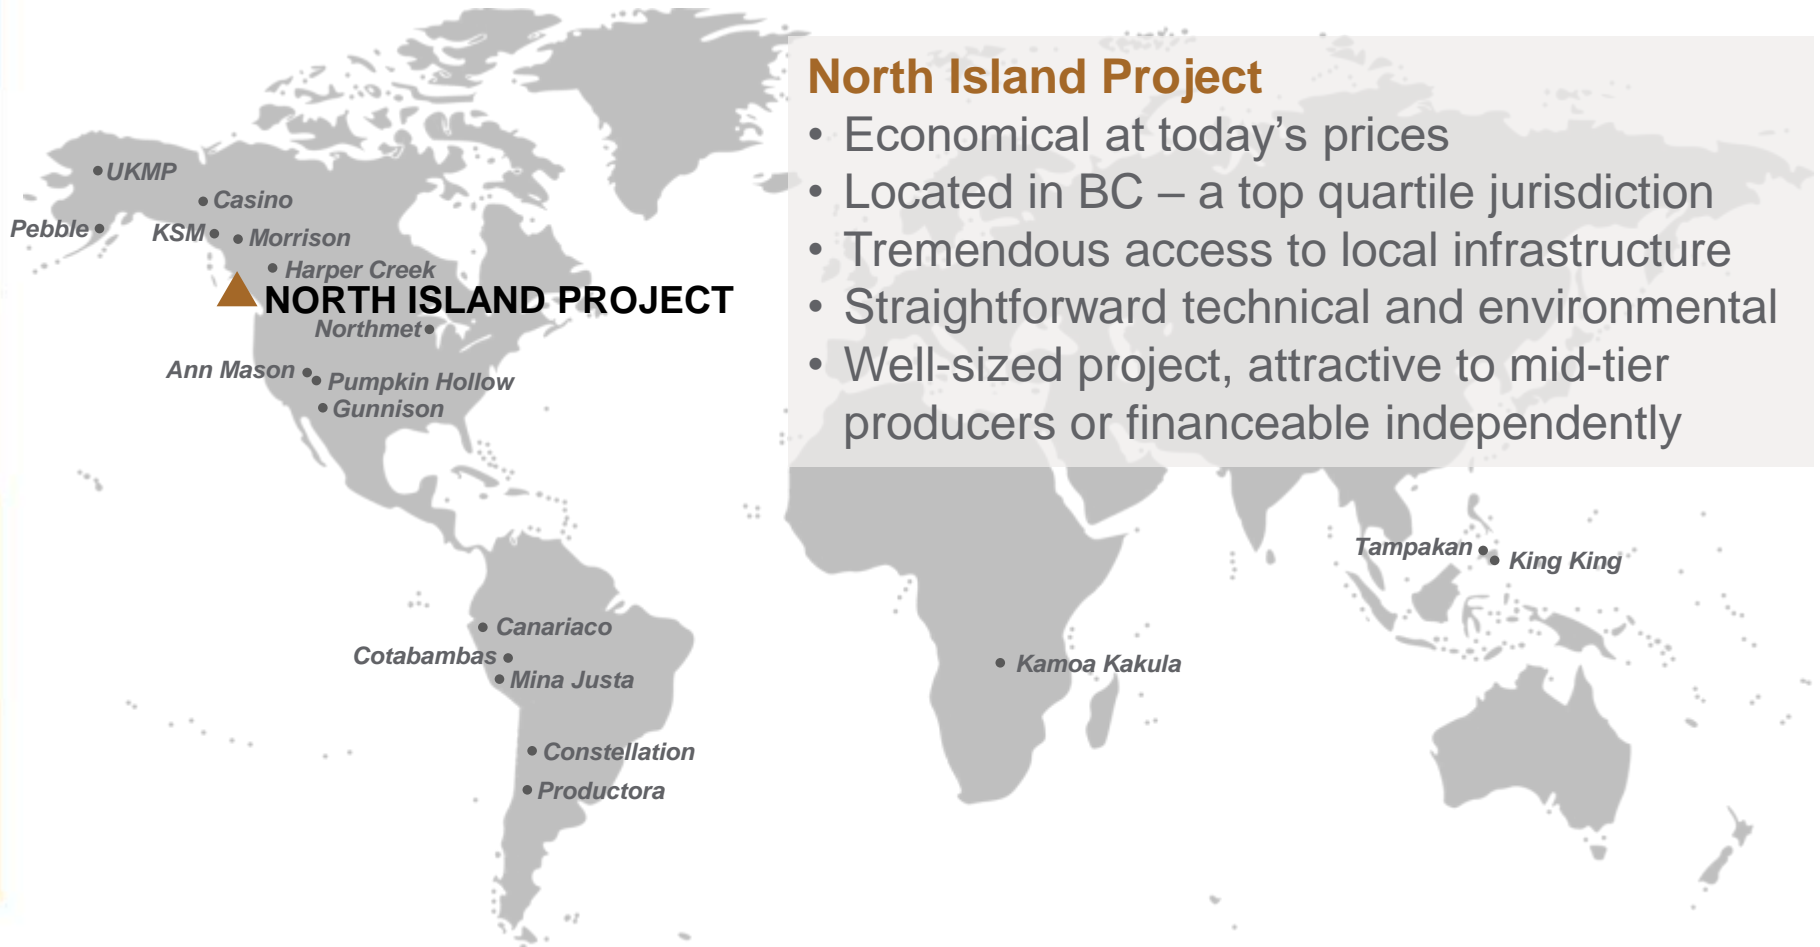 North Island Project
• Economical at today’s prices
• Located in BC – a top quartile jurisdiction
• Tremendous access to local infrastructure
• Straightforward technical and environmental
• Well-sized project, attractive to mid-tier
producers or financeable independently
UKMP
Casino
Pebble
KSM
Morrison
Harper Creek
NORTH ISLAND PROJECT
Northmet
Ann Mason
Pumpkin Hollow
Gunnison
Tampakan
King King
Canariaco
Cotabambas
Kamoa Kakula
Mina Justa
Constellation
Productora